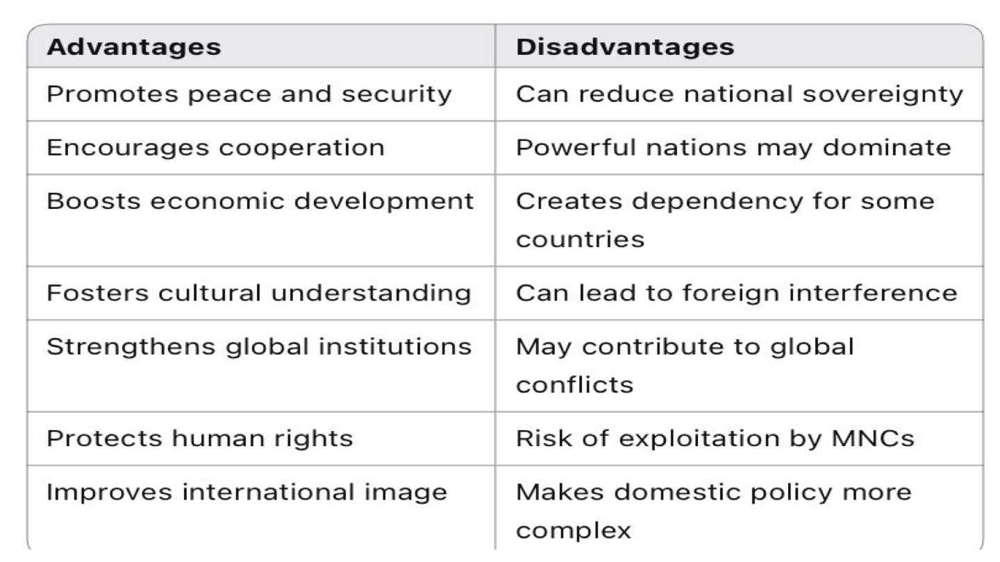 Advantages Disadvantages
Promotes peace and security Can reduce national sovereignty
Encourages cooperation Powerful nations may dominate
Boosts economic development Creates dependency for some
countries
Fosters cultural understanding Can lead to foreign interference
Strengthens global institutions May contribute to global
conflicts
Protects human rights Risk of exploitation by MNCs
Improves international image Makes domestic policy more
complex